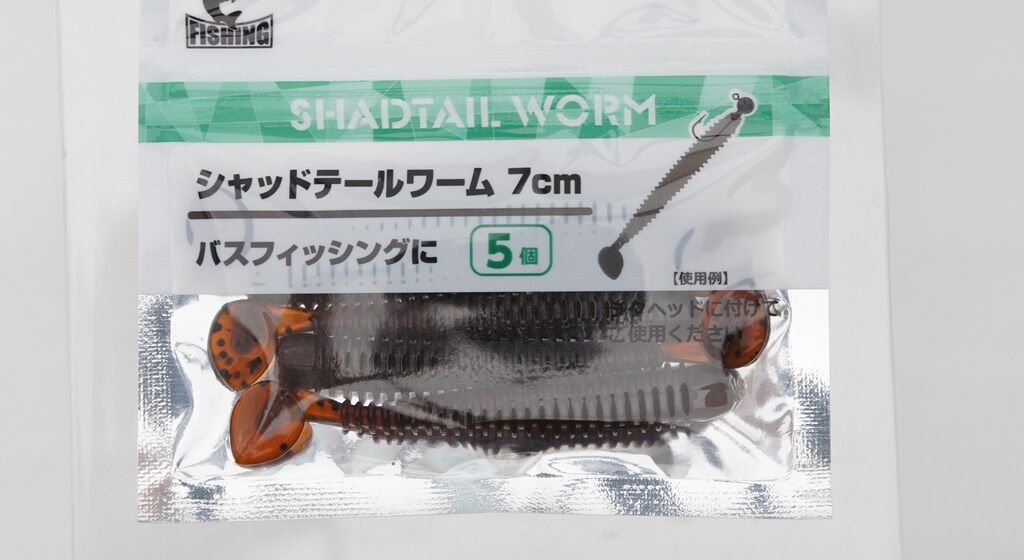 FISHING
SHADTAIL WORM
シャッドテールワーム 7cm
バスフィッシングに 5個
【使用例】
ヘッドに付けて
ご使用ください